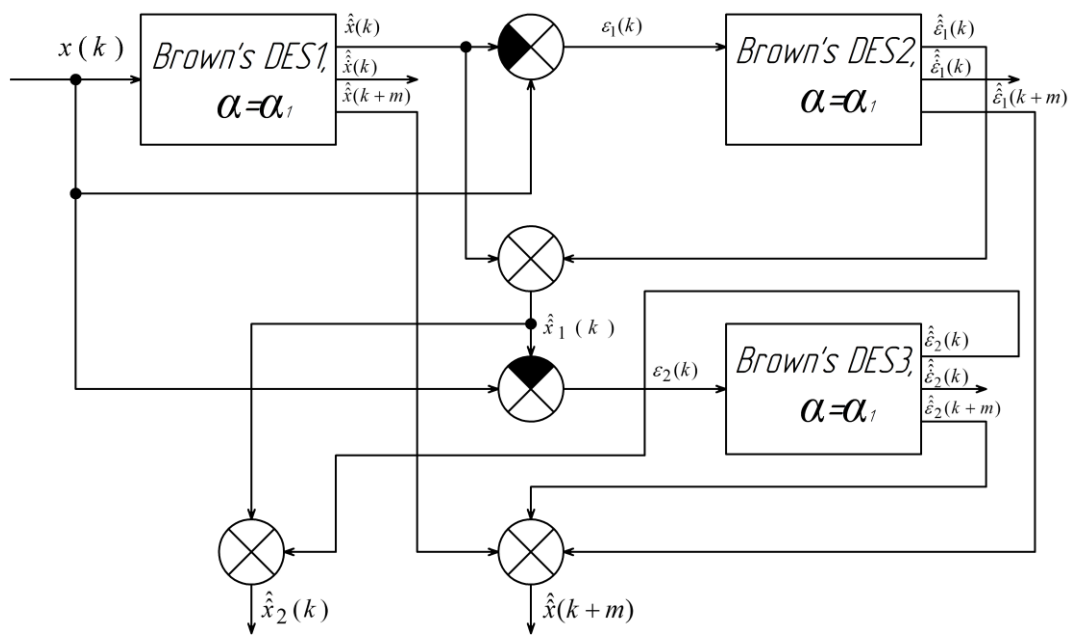 x(k)
Brown's DES1,
α=α₁
x̂̂(k)
ẋ̂̂(k)
x̂̂(k+m)
ε₁(k)
Brown's DES2,
α=α₁
ε̂̂₁(k)
ε̇̂̂₁(k)
ε̂̂₁(k+m)
x̂̂₁(k)
ε₂(k)
Brown's DES3,
α=α₁
ε̂̂₂(k)
ε̇̂̂₂(k)
ε̂̂₂(k+m)
x̂̂₂(k)
x̂̂(k+m)